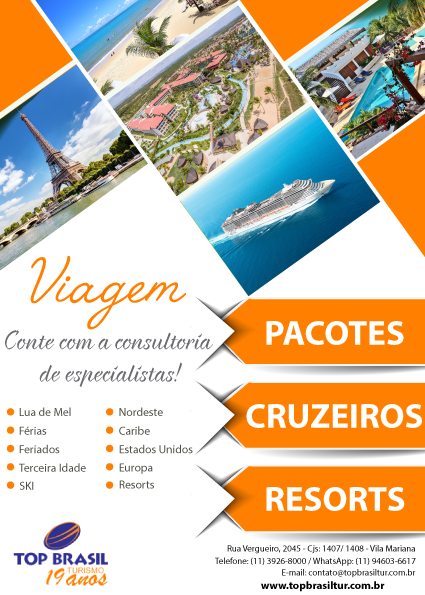 Viagem
Conte com a consultoria
de especialistas!
PACOTES
CRUZEIROS
RESORTS
Lua de Mel
Férias
Feriados
Terceira Idade
SKI
Nordeste
Caribe
Estados Unidos
Europa
Resorts
TOP BRASIL
TURISMO
19 anos
Rua Vergueiro, 2045 - Cjs: 1407/ 1408 - Vila Mariana
Telefone: (11) 3926-8000 / WhatsApp: (11) 94603-6617
E-mail: contato@topbrasiltur.com.br
www.topbrasiltur.com.br